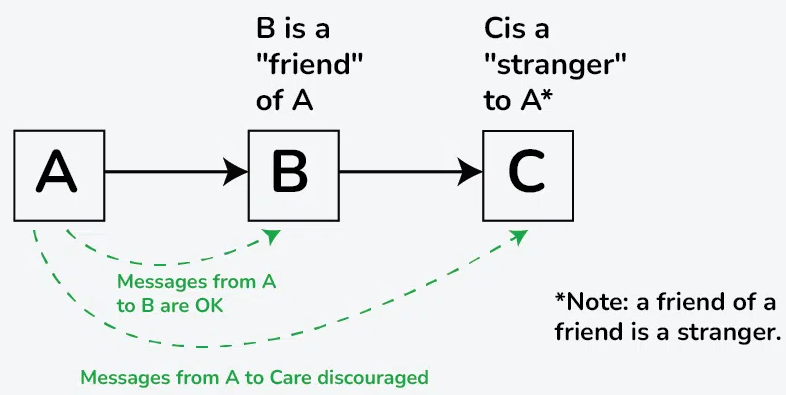 B is a
"friend"
of A
Cis a
"stranger"
to A*
A
B
C
Messages from A
to B are OK
*Note: a friend of a
friend is a stranger.
Messages from A to Care discouraged